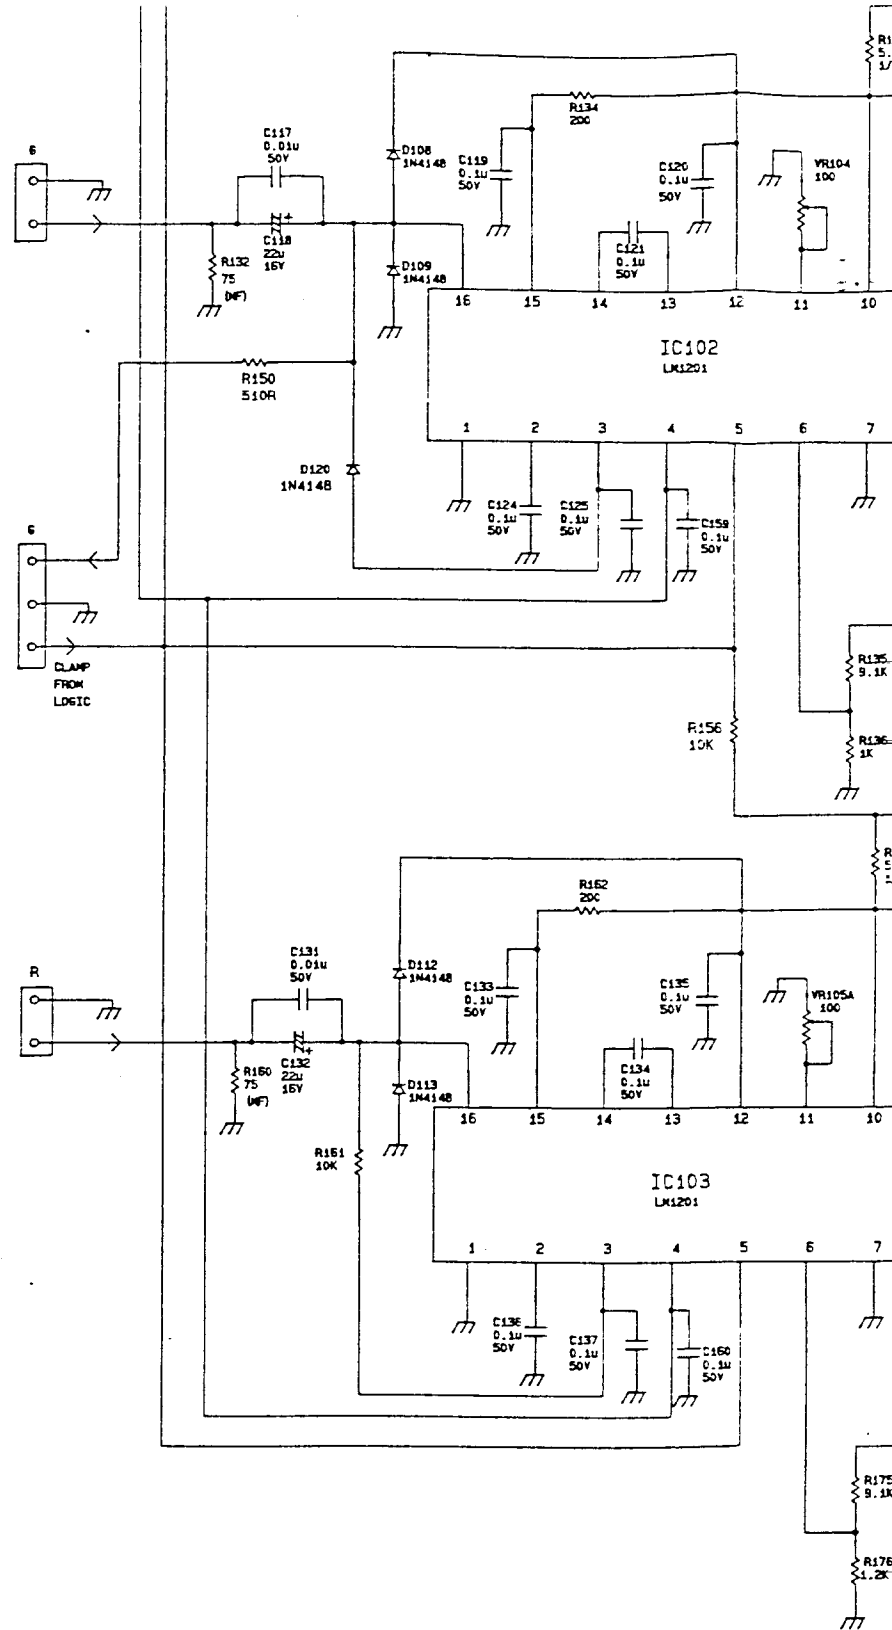 G
C117
0.01u
50V
C118
22u
16V
R132
75
(MF)
D108
1N4148
D109
1N4148
R134
200
C119
0.1u
50V
C120
0.1u
50V
C121
0.1u
50V
VR104
100
16 15 14 13 12 11 10
IC102
LM1201
1 2 3 4 5 6 7
R150
510R
D120
1N4148
C124
0.1u
50V
C125
0.1u
50V
C159
0.1u
50V
G
CLAMP
FROM
LOGIC
R156
10K
R135
9.1K
R136
1K
R
C131
0.01u
50V
C132
22u
16V
R160
75
(MF)
D112
1N4148
D113
1N4148
R161
10K
R162
200
C133
0.1u
50V
C135
0.1u
50V
C134
0.1u
50V
VR105A
100
16 15 14 13 12 11 10
IC103
LM1201
1 2 3 4 5 6 7
C136
0.1u
50V
C137
0.1u
50V
C160
0.1u
50V
R175
9.1K
R176
1.2K